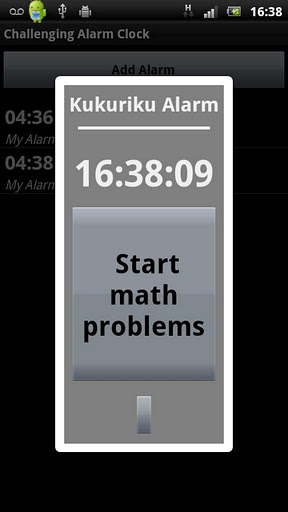 H
16:38
Challenging Alarm Clock
Add Alarm
04:36
My Alarm
04:38
My Alarm
Kukuriku Alarm
16:38:09
Start
math
problems